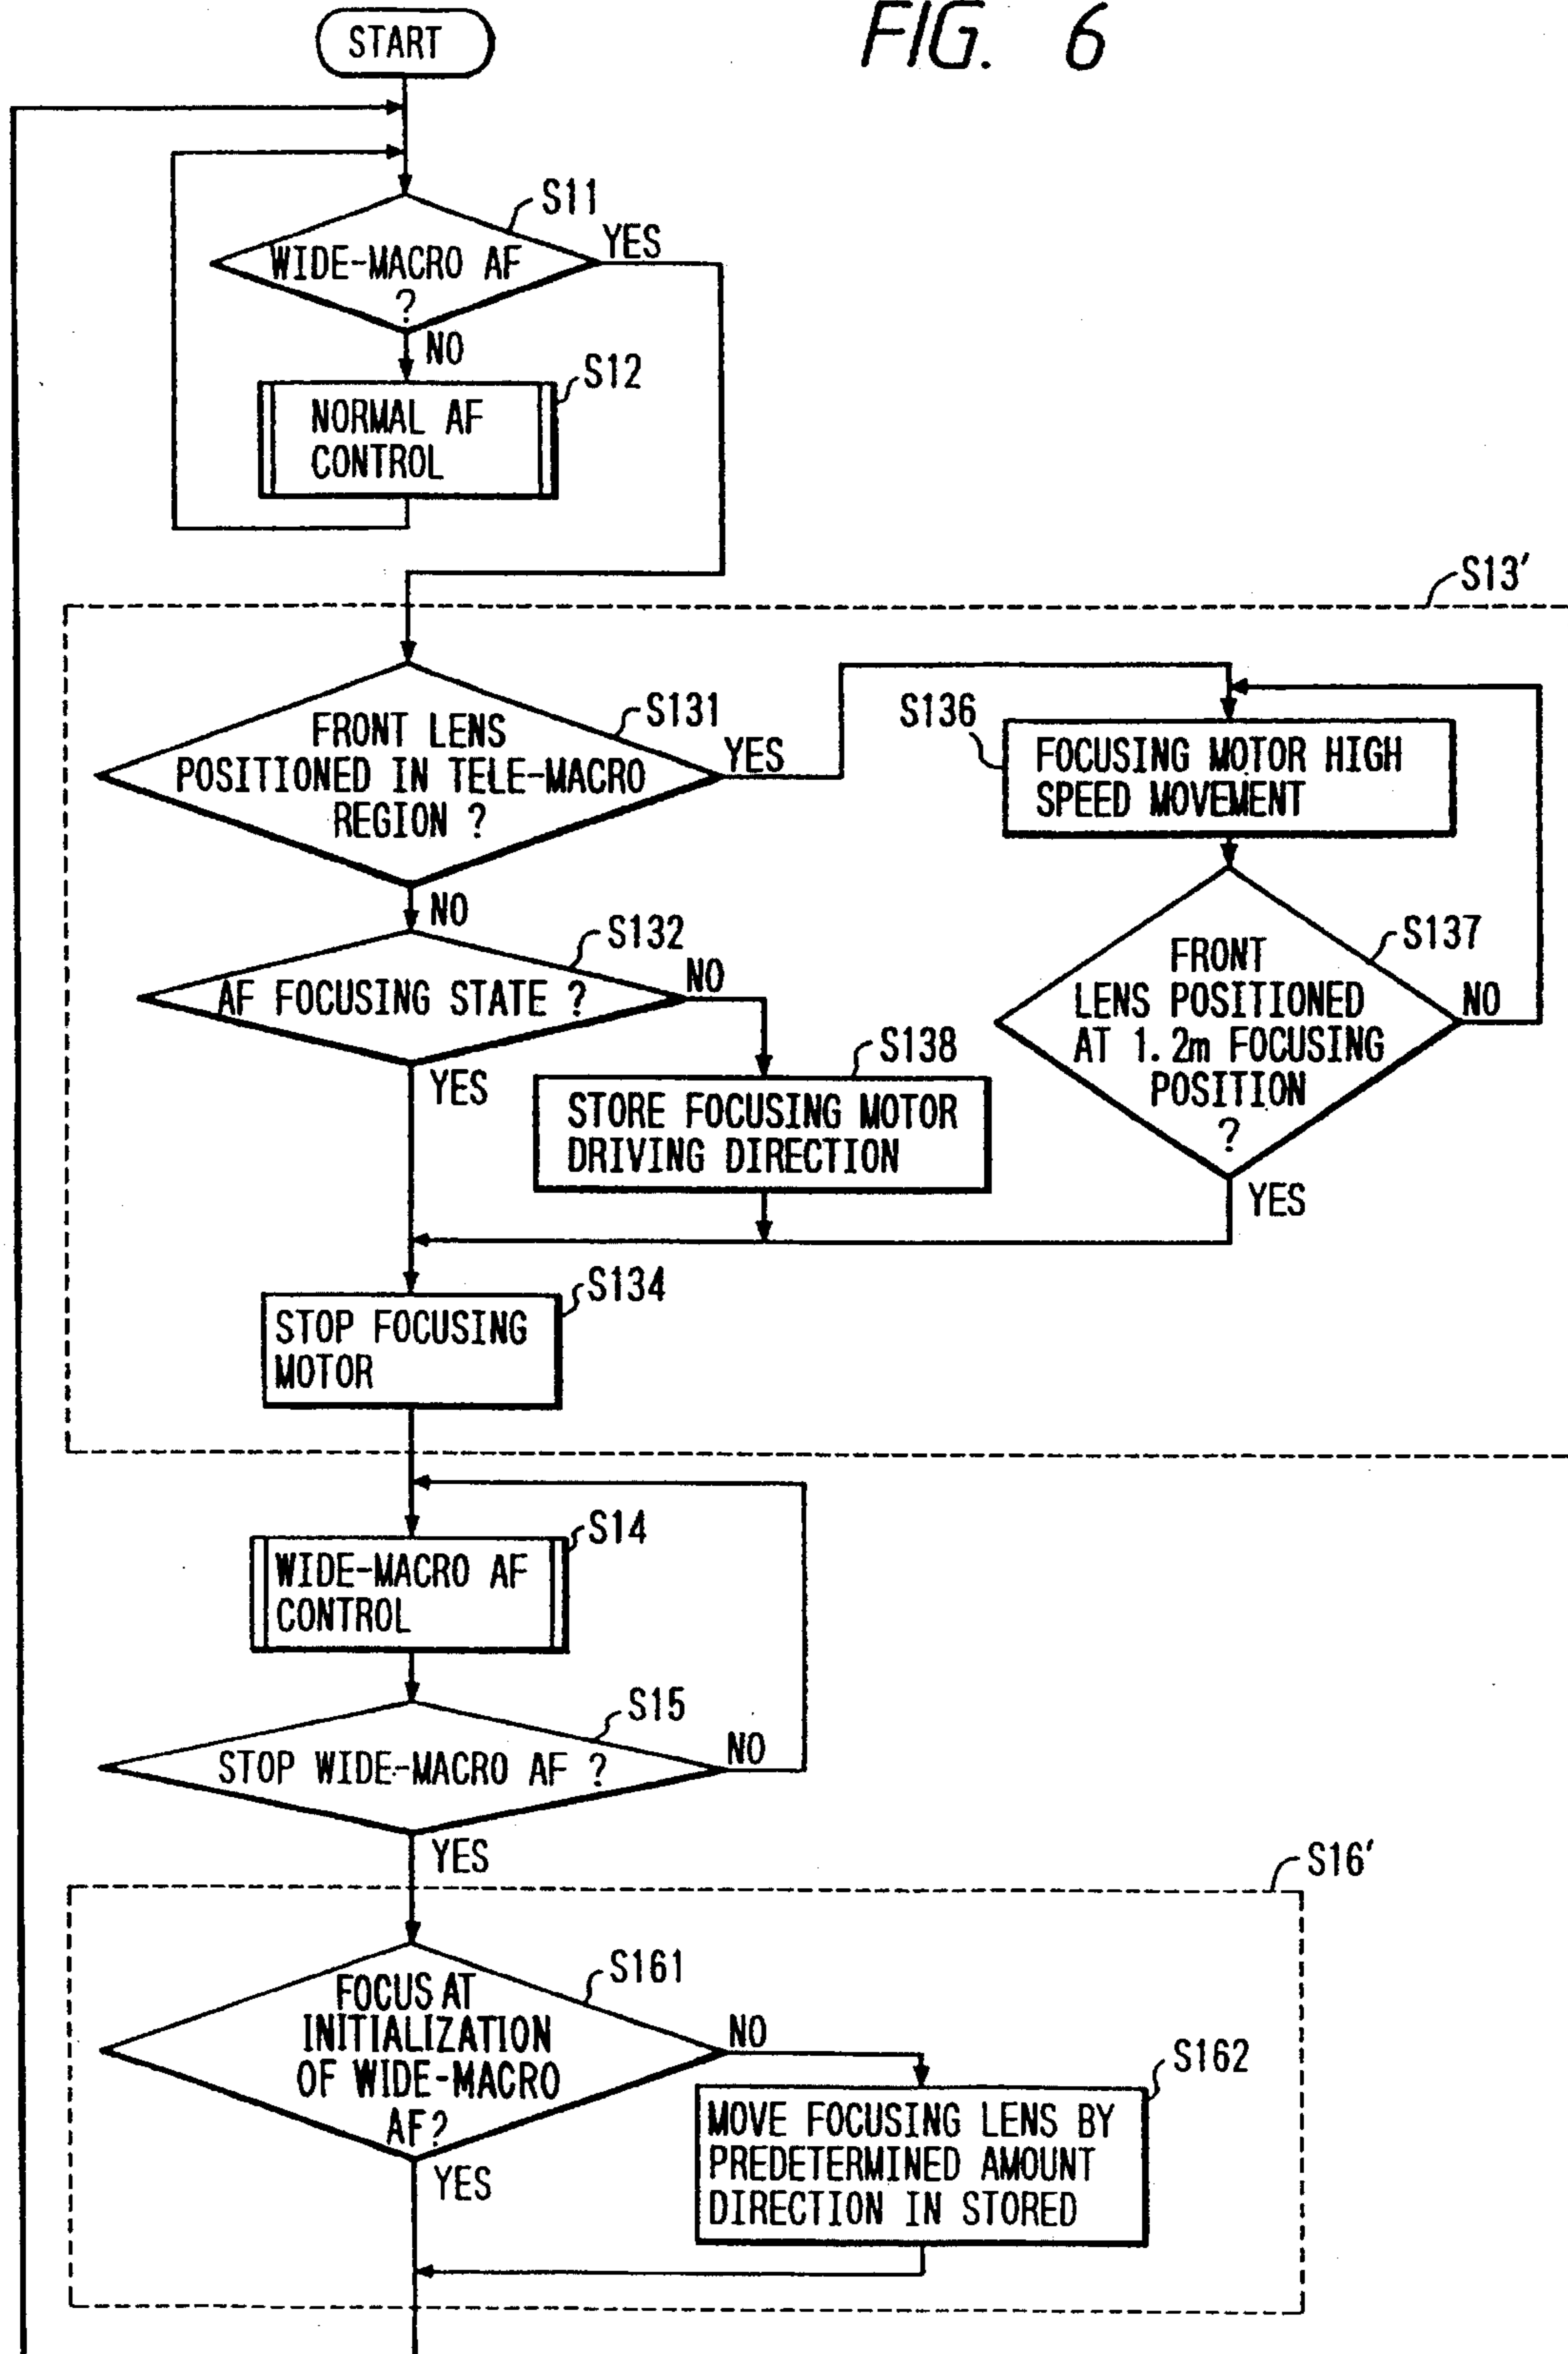 FIG. 6
START
S11
WIDE-MACRO AF
?
YES
NO
S12
NORMAL AF
CONTROL
S13'
S131
FRONT LENS
POSITIONED IN TELE-MACRO
REGION ?
YES
NO
S136
FOCUSING MOTOR HIGH
SPEED MOVEMENT
S132
AF FOCUSING STATE ?
NO
YES
S137
FRONT
LENS POSITIONED
AT 1.2m FOCUSING
POSITION
?
NO
YES
S138
STORE FOCUSING MOTOR
DRIVING DIRECTION
S134
STOP FOCUSING
MOTOR
S14
WIDE-MACRO AF
CONTROL
S15
STOP WIDE-MACRO AF ?
NO
YES
S16'
S161
FOCUS AT
INITIALIZATION
OF WIDE-MACRO
AF?
NO
YES
S162
MOVE FOCUSING LENS BY
PREDETERMINED AMOUNT
DIRECTION IN STORED